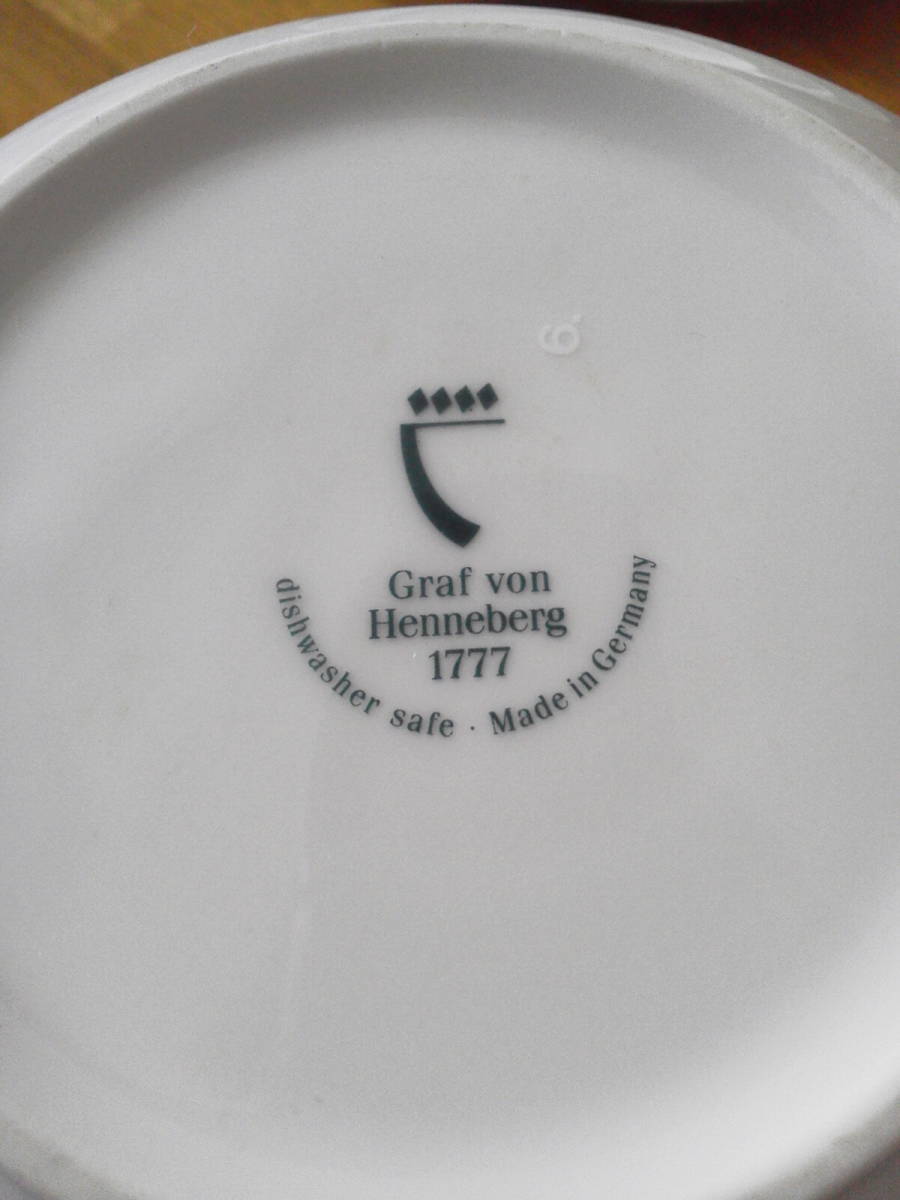 6
Graf von
Henneberg
1777
dishwasher safe · Made in Germany